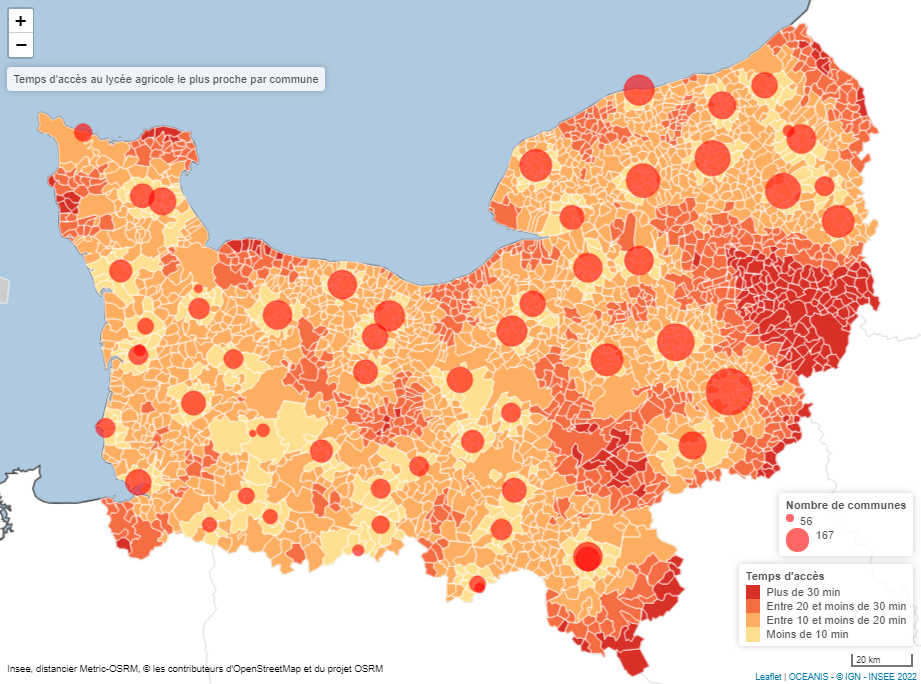 +
−
Temps d'accès au lycée agricole le plus proche par commune
Nombre de communes
56
167
Temps d'accès
Plus de 30 min
Entre 20 et moins de 30 min
Entre 10 et moins de 20 min
Moins de 10 min
20 km
Insee, distancier Metric-OSRM, © les contributeurs d'OpenStreetMap et du projet OSRM
Leaflet | OCEANIS - © IGN - INSEE 2022